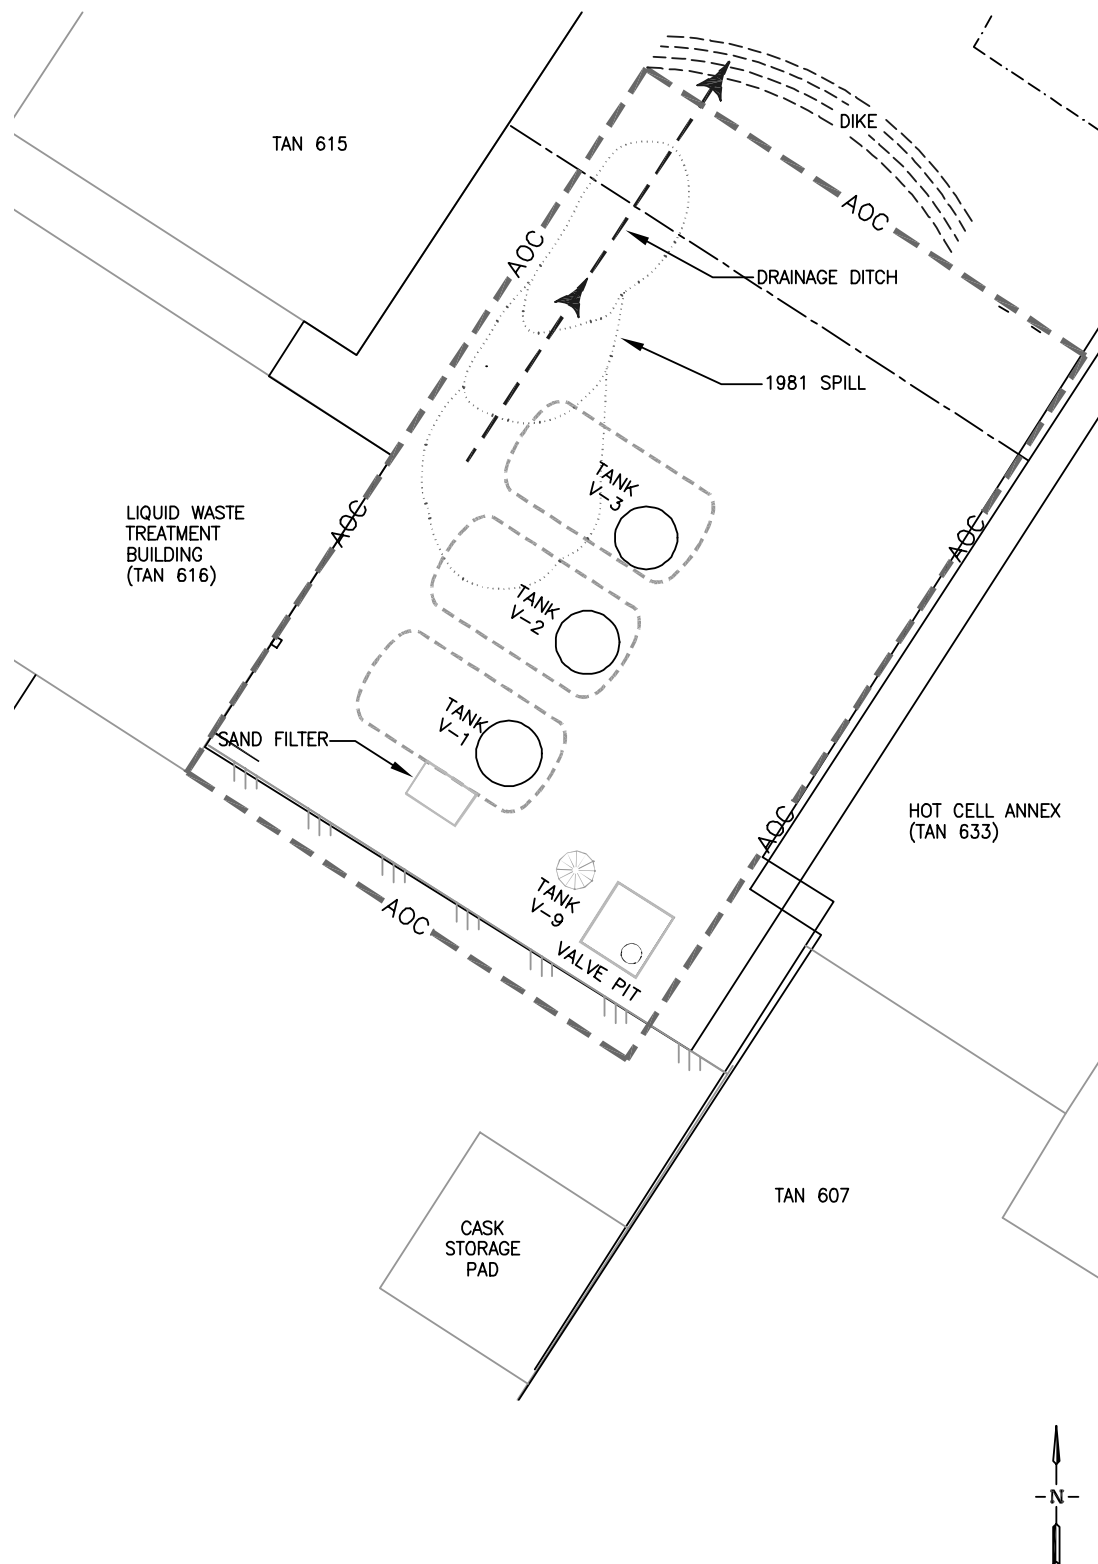 TAN 615
DIKE
AOC
AOC
DRAINAGE DITCH
1981 SPILL
TANK
V-3
AOC
LIQUID WASTE
TREATMENT
BUILDING
(TAN 616)
AOC
TANK
V-2
TANK
V-1
SAND FILTER
HOT CELL ANNEX
(TAN 633)
AOC
TANK
V-9
AOC
VALVE PIT
TAN 607
CASK
STORAGE
PAD
N